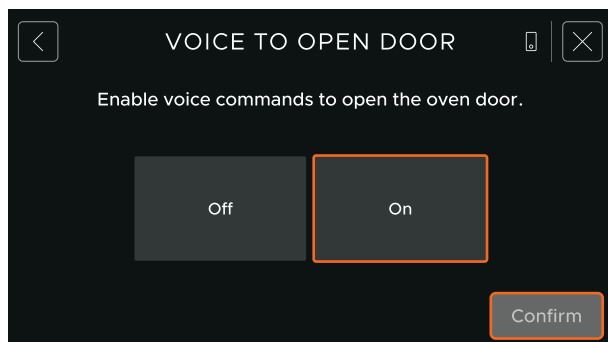 VOICE TO OPEN DOOR
Enable voice commands to open the oven door.
Off
On
Confirm